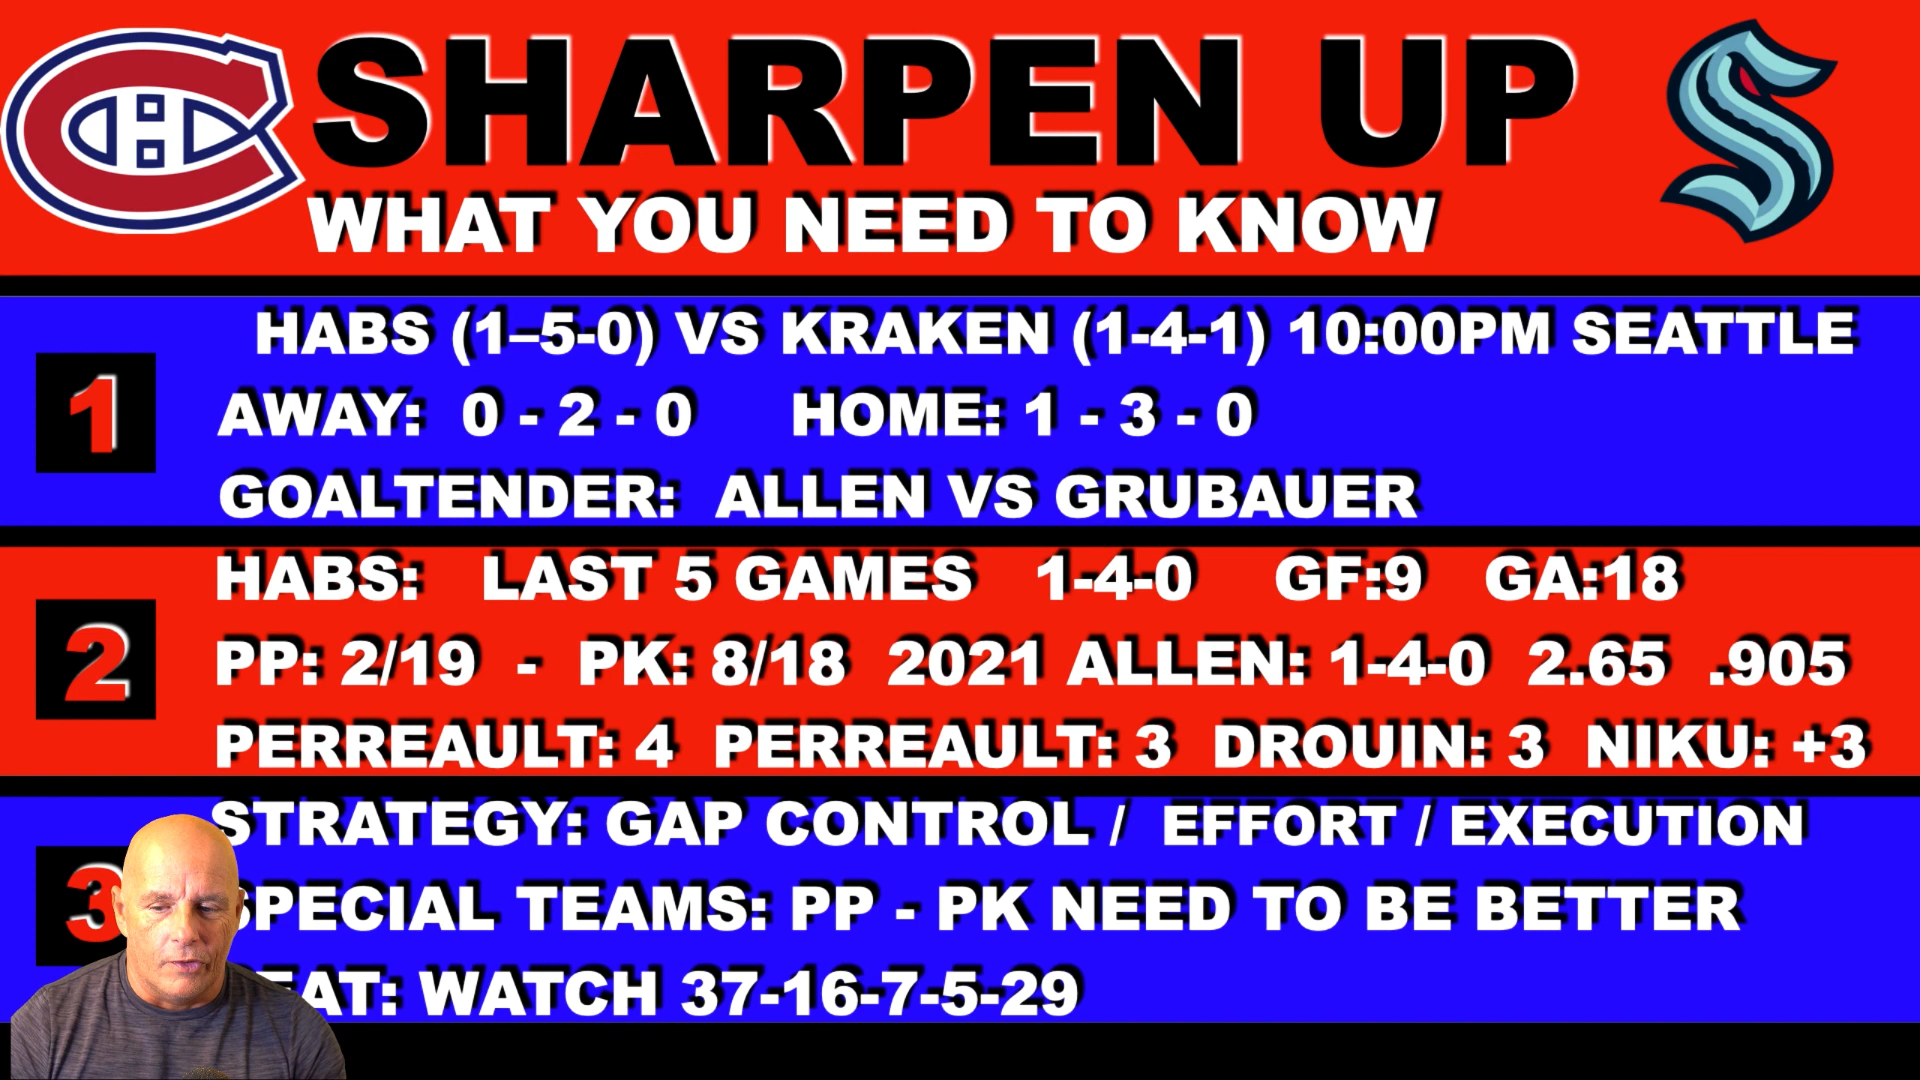 SHARPEN UP
WHAT YOU NEED TO KNOW
1
HABS (1–5-0) VS KRAKEN (1-4-1) 10:00PM SEATTLE
AWAY: 0 - 2 - 0 HOME: 1 - 3 - 0
GOALTENDER: ALLEN VS GRUBAUER
2
HABS: LAST 5 GAMES 1-4-0 GF:9 GA:18
PP: 2/19 - PK: 8/18 2021 ALLEN: 1-4-0 2.65 .905
PERREAULT: 4 PERREAULT: 3 DROUIN: 3 NIKU: +3
3
STRATEGY: GAP CONTROL / EFFORT / EXECUTION
SPECIAL TEAMS: PP - PK NEED TO BE BETTER
WATCH 37-16-7-5-29